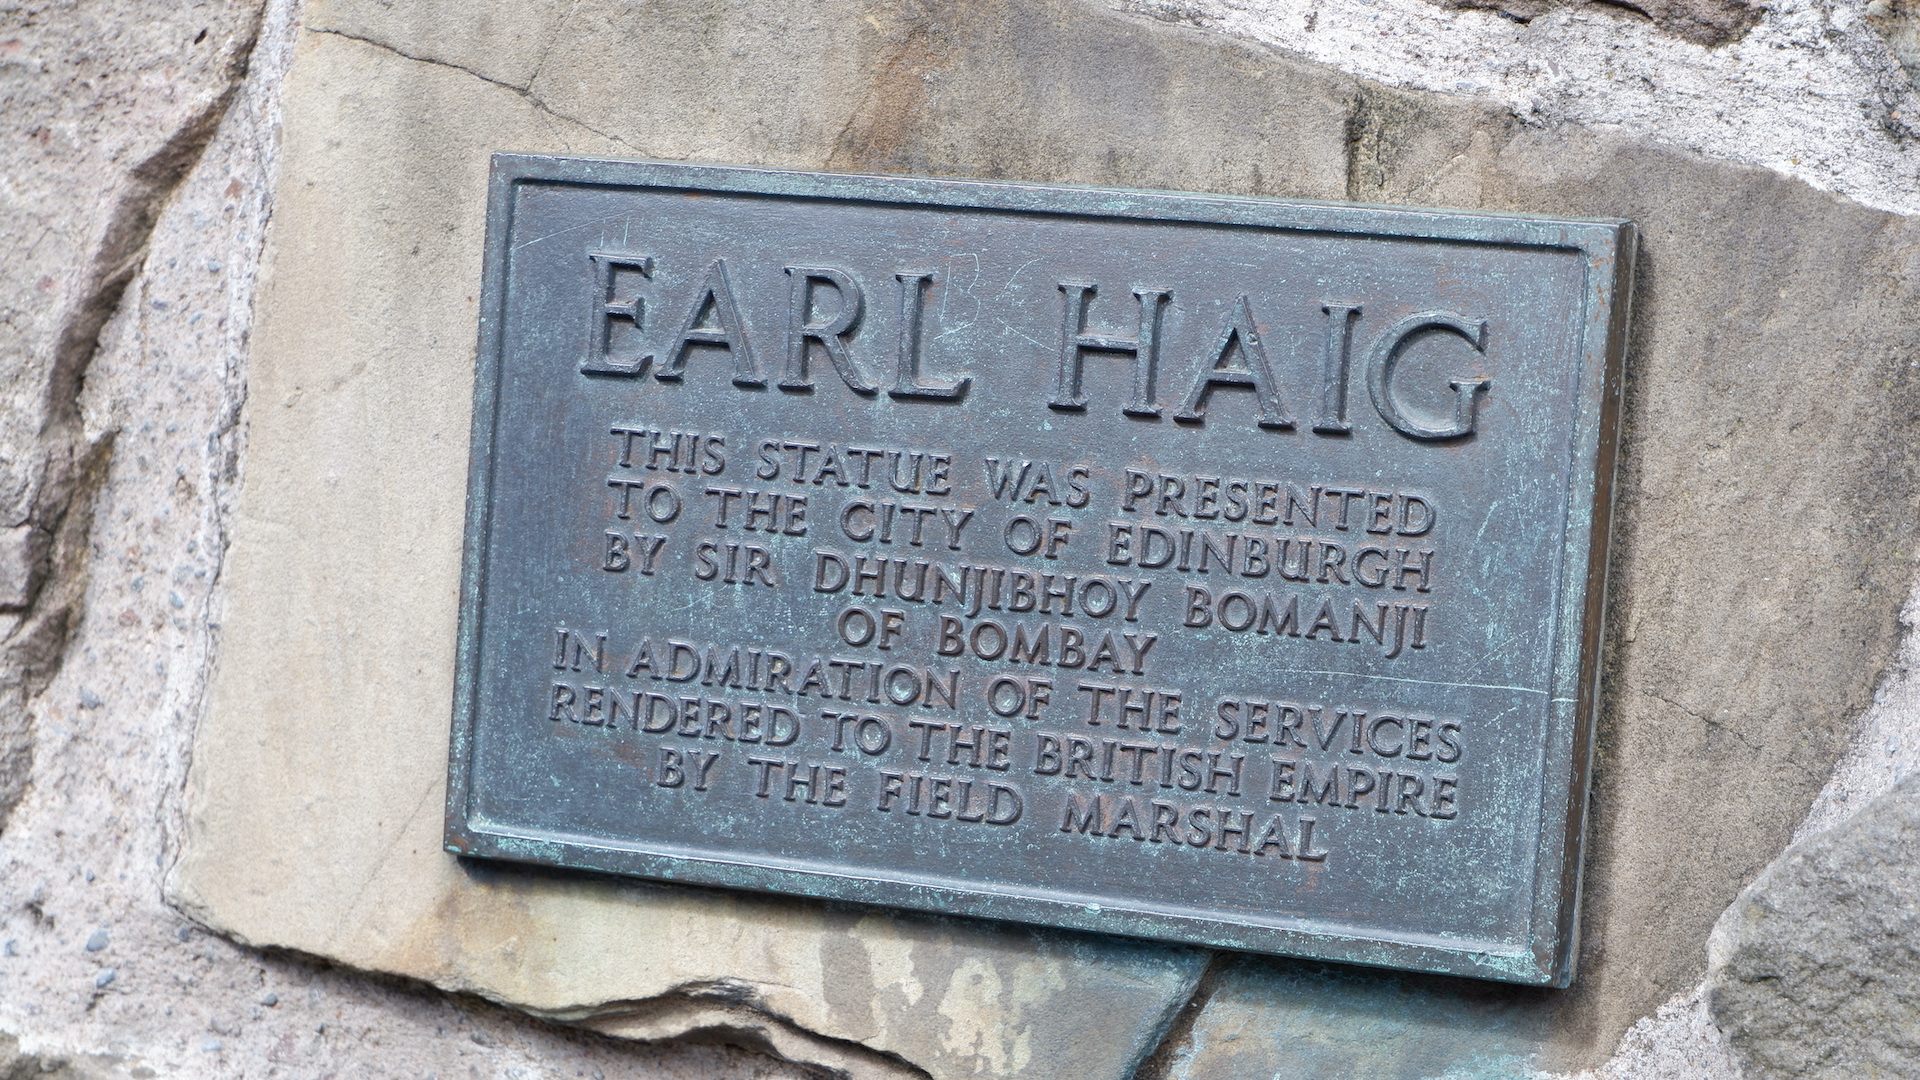 EARL HAIG
THIS STATUE WAS PRESENTED
TO THE CITY OF EDINBURGH
BY SIR DHUNJIBHOY BOMANJI
OF BOMBAY
IN ADMIRATION OF THE SERVICES
RENDERED TO THE BRITISH EMPIRE
BY THE FIELD MARSHAL